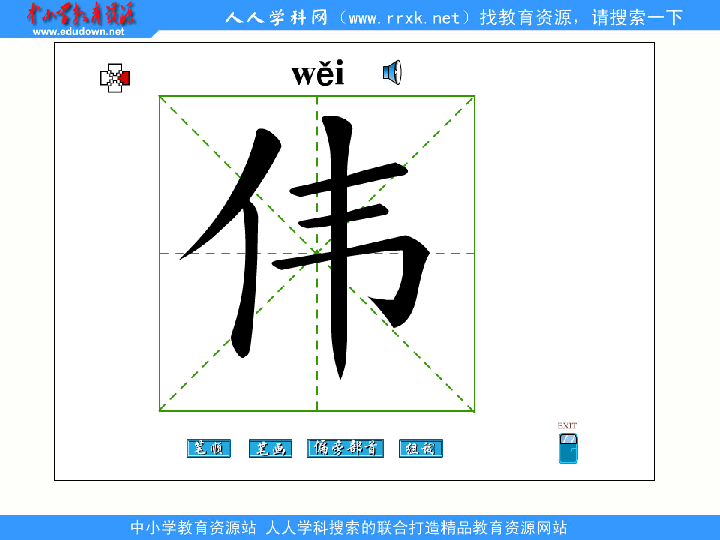 中小学教育资源
www.edudown.net
人人学科网（www.rrxk.net）找教育资源，请搜索一下
wěi
伟
笔顺 笔画 偏旁部首 组词
EXIT
中小学教育资源站 人人学科搜索的联合打造精品教育资源网站